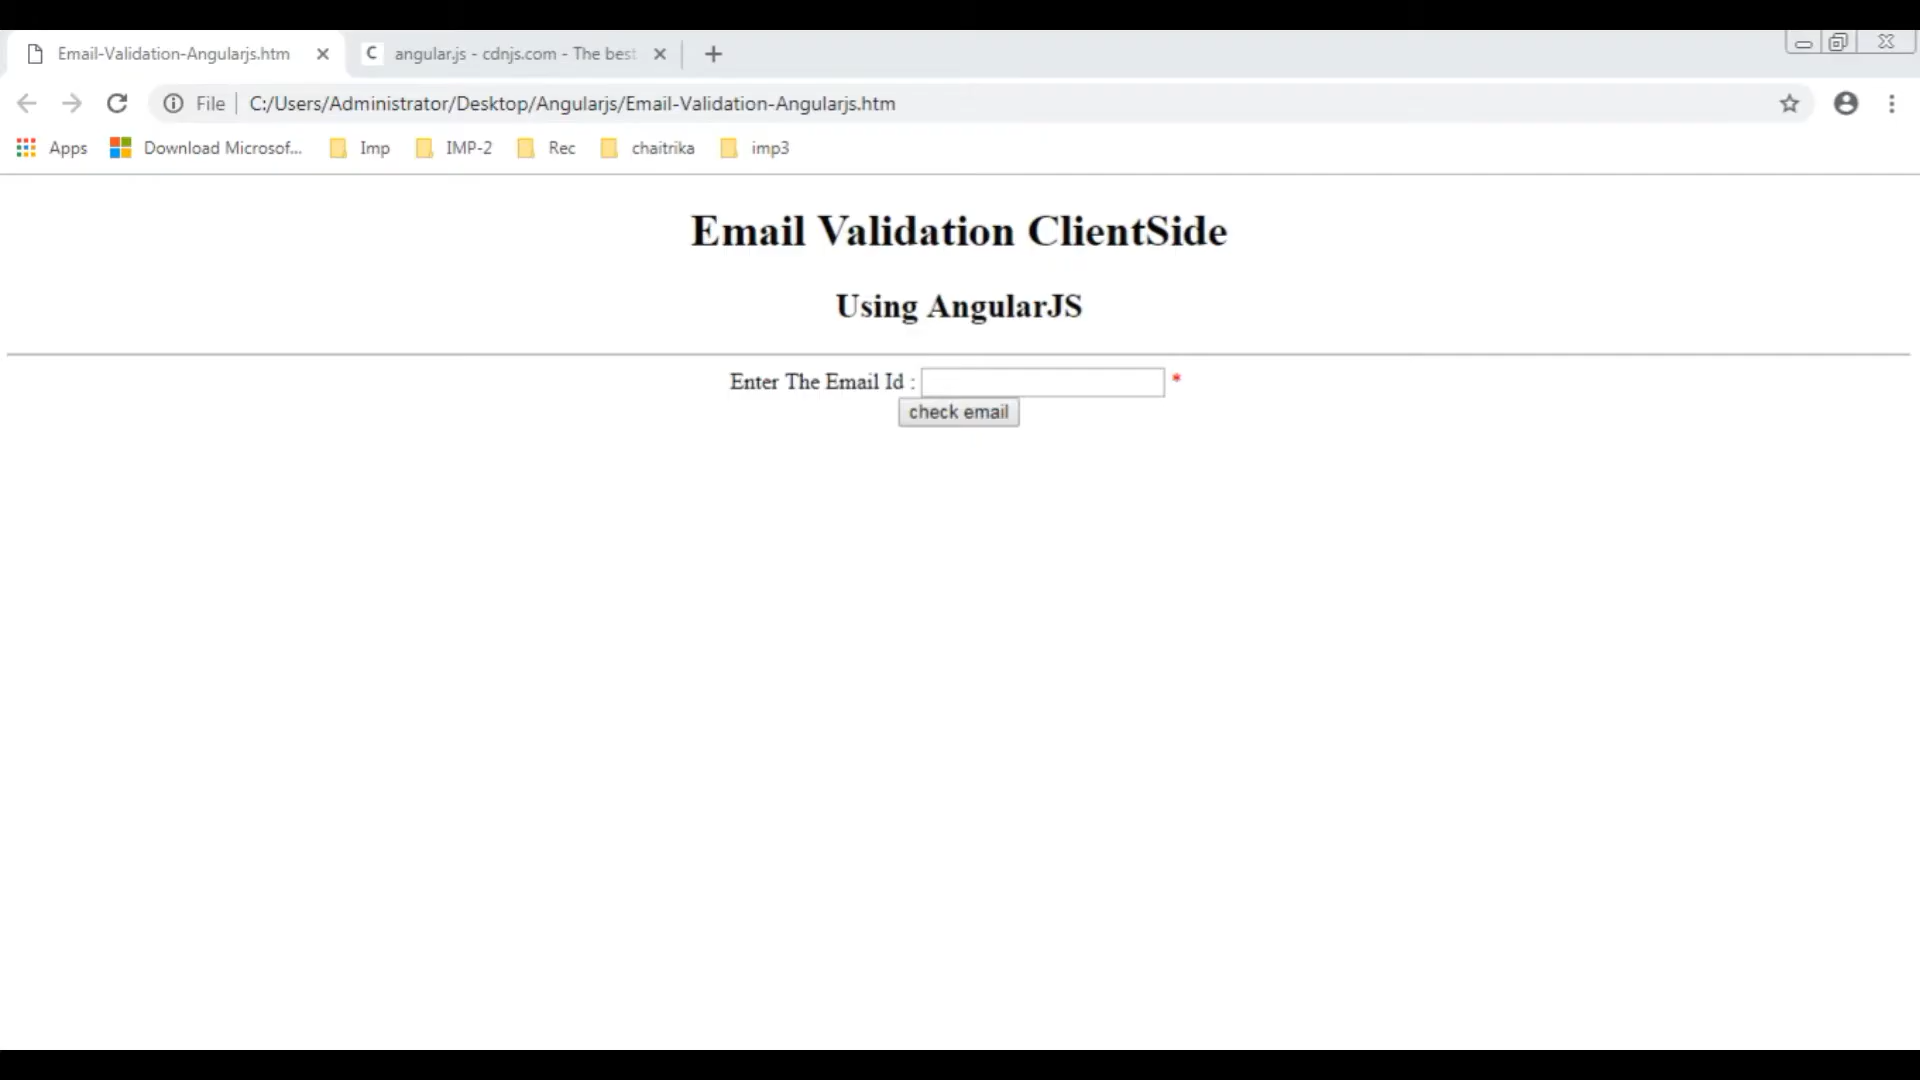 Email-Validation-Angularjs.htm
angular.js - cdnjs.com - The best
File C:/Users/Administrator/Desktop/Angularjs/Email-Validation-Angularjs.htm
Apps Download Microsof... Imp IMP-2 Rec chaitrika imp3
Email Validation ClientSide
Using AngularJS
Enter The Email Id : *
check email